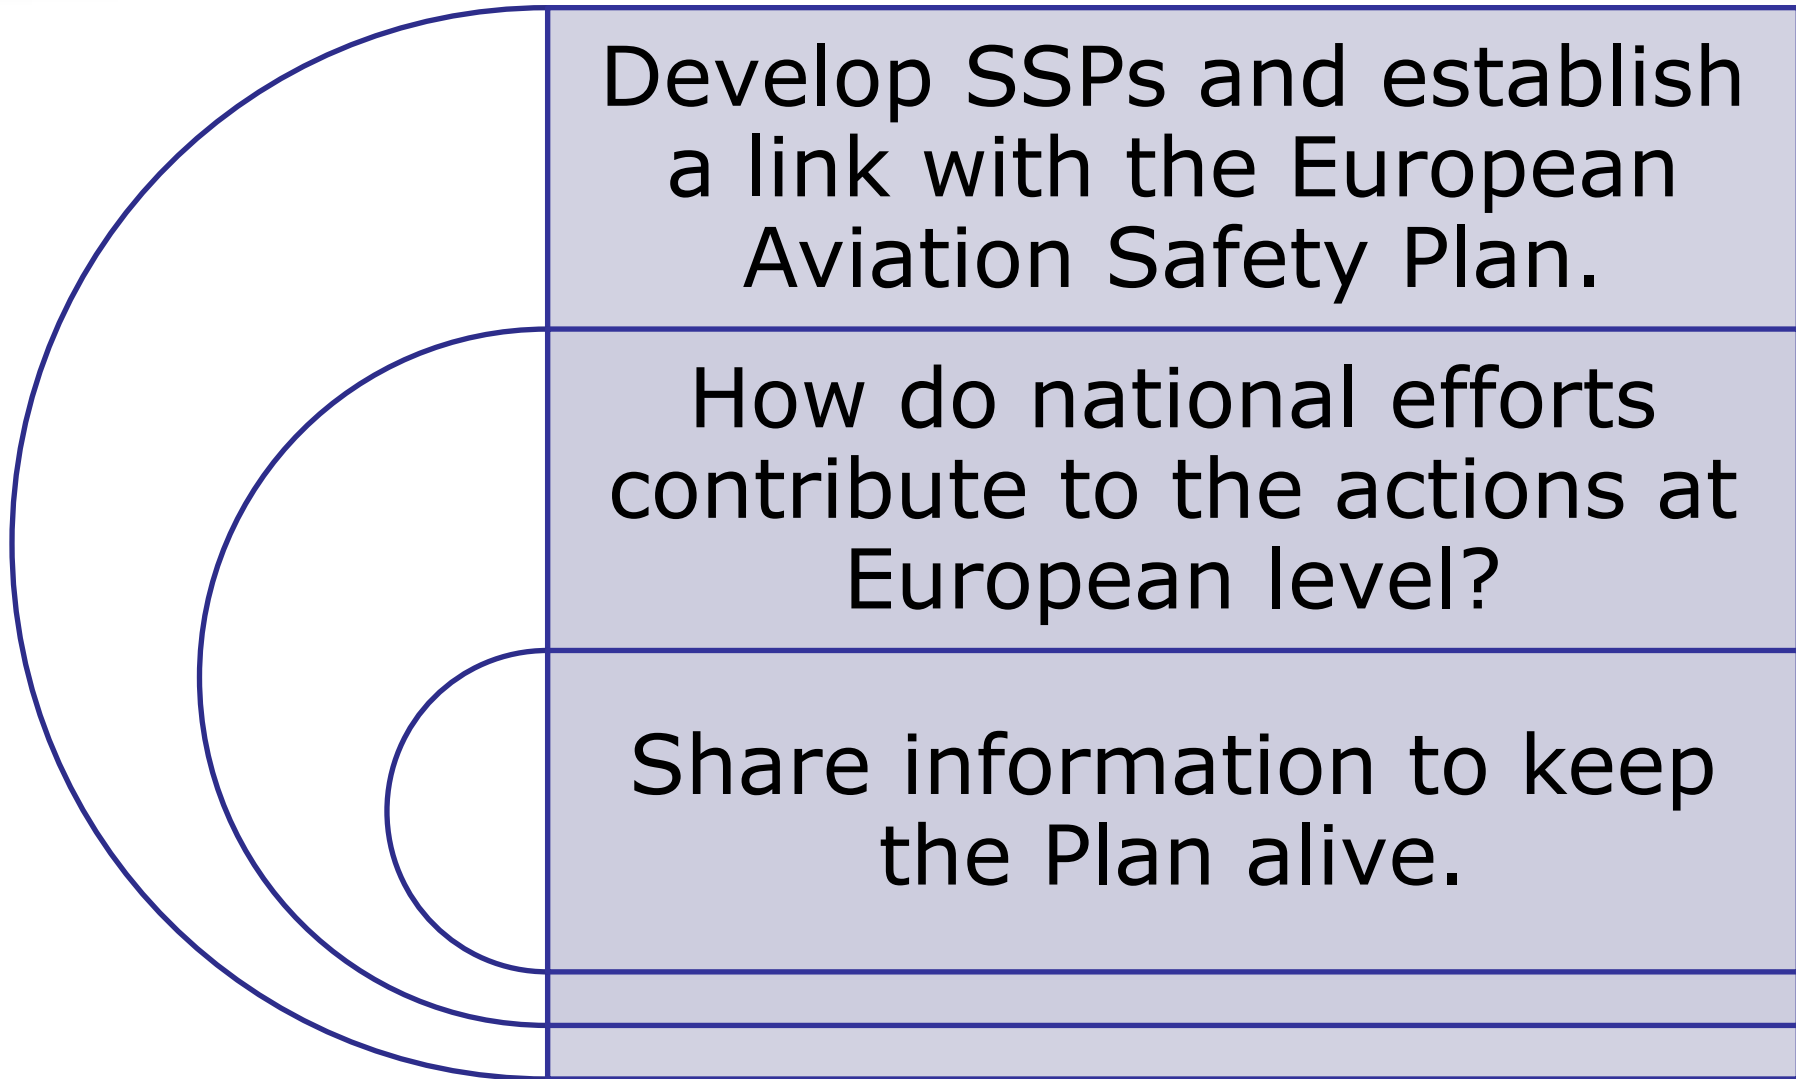 Develop SSPs and establish
a link with the European
Aviation Safety Plan.
How do national efforts
contribute to the actions at
European level?
Share information to keep
the Plan alive.